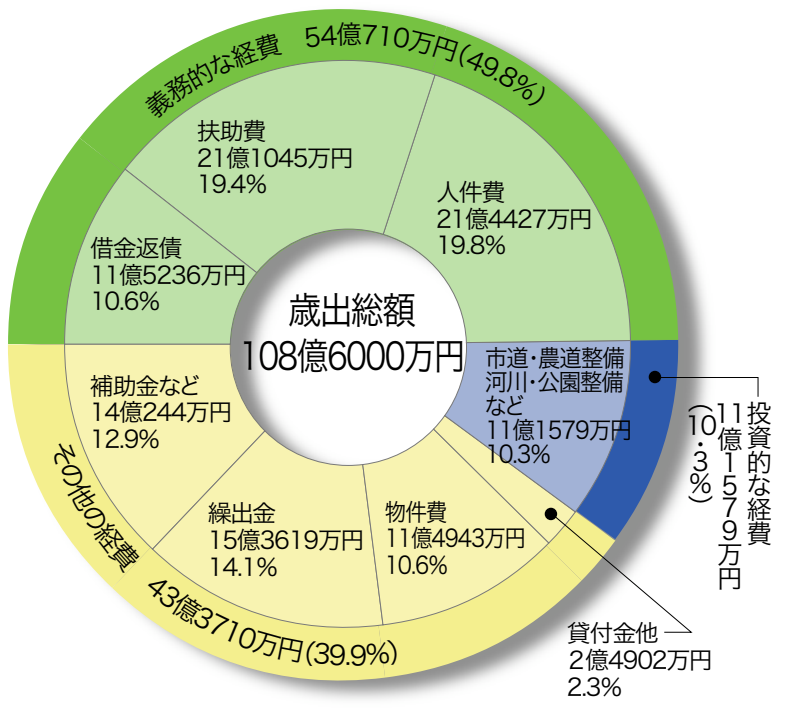 義務的な経費 54億710万円(49.8%)
扶助費
21億1045万円
19.4%
人件費
21億4427万円
19.8%
借金返債
11億5236万円
10.6%
歳出総額
108億6000万円
市道・農道整備
河川・公園整備
など
11億1579万円
10.3%
投資的な経費
11億1579万円
(10・3%)
補助金など
14億244万円
12.9%
繰出金
15億3619万円
14.1%
物件費
11億4943万円
10.6%
貸付金他
2億4902万円
2.3%
その他の経費 43億3710万円(39.9%)